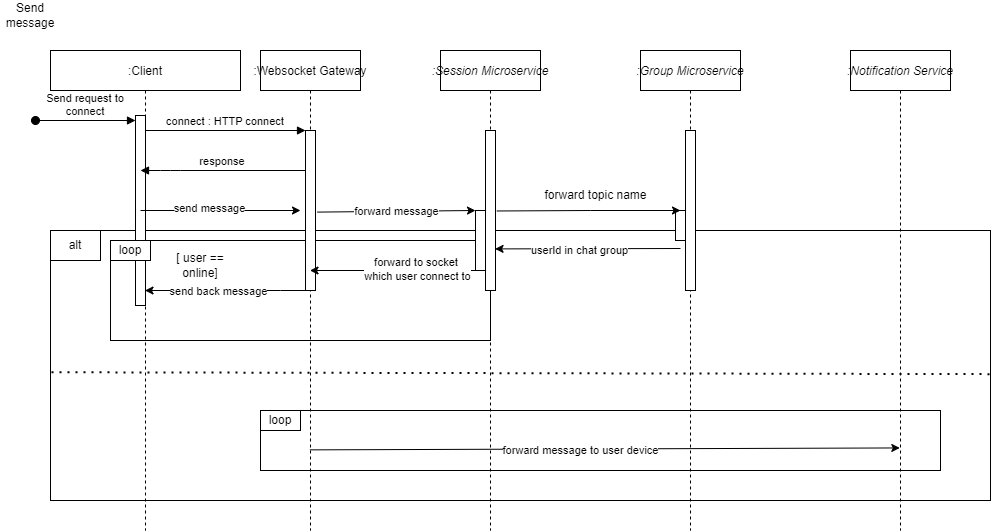 Send
message
:Client
:Websocket Gateway
:Session Microservice
:Group Microservice
:Notification Service
Send request to
connect
connect : HTTP connect
response
send message
forward message
forward topic name
alt
loop
[ user ==
online]
userId in chat group
forward to socket
which user connect to
send back message
loop
forward message to user device